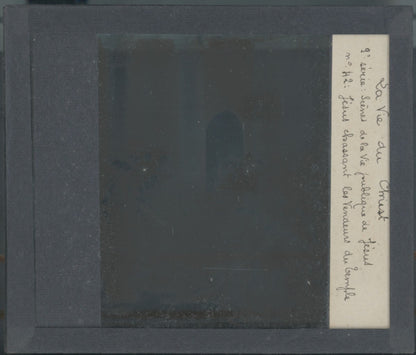 La Vie du Christ
2e série Scènes de la Vie publique de Jésus
no 42. Jésus chassant les Vendeurs du Temple